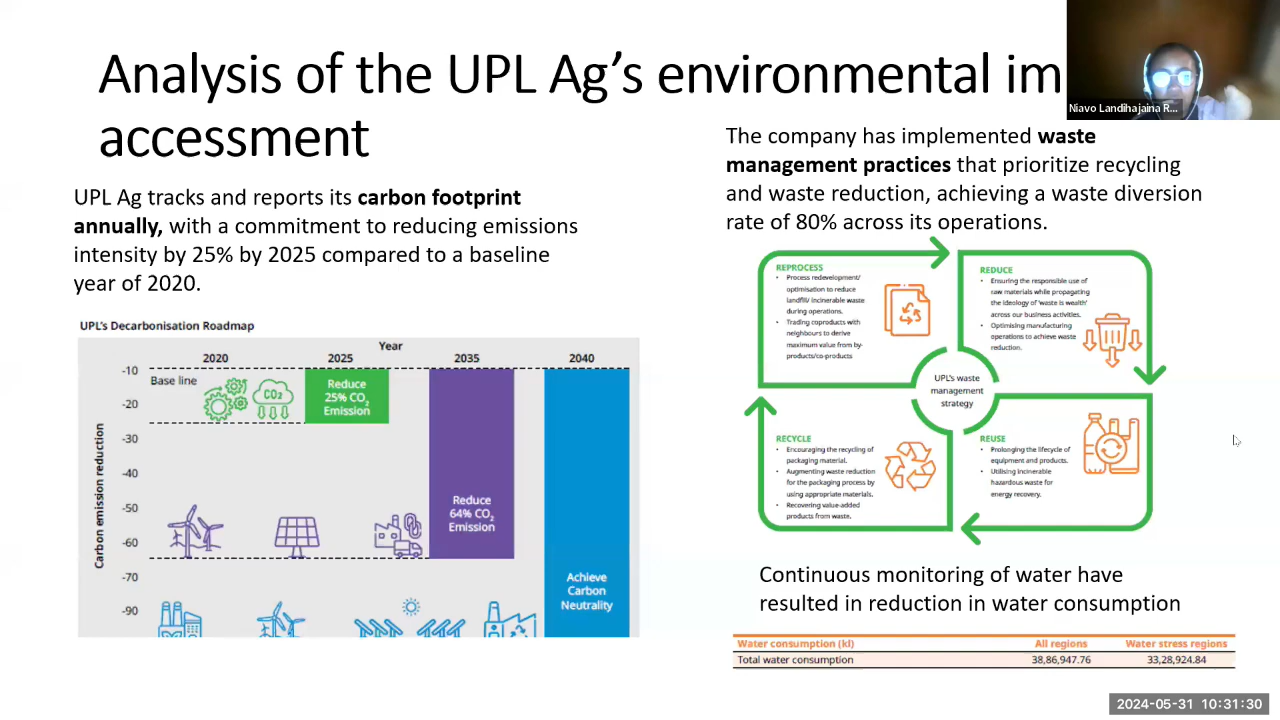 Analysis of the UPL Ag’s environmental im
accessment
Niavo Landihajaina R...
UPL Ag tracks and reports its carbon footprint
annually, with a commitment to reducing emissions
intensity by 25% by 2025 compared to a baseline
year of 2020.
UPL's Decarbonisation Roadmap
Year
2020 2025 2035 2040
Carbon emission reduction
-10
-20
-30
-40
-50
-60
-70
-90
Base line
CO2
Reduce
25% CO2
Emission
Reduce
64% CO2
Emission
Achieve
Carbon
Neutrality
The company has implemented waste
management practices that prioritize recycling
and waste reduction, achieving a waste diversion
rate of 80% across its operations.
REPROCESS
• Process redevelopment/
optimisation to reduce
landfill/ incinerable waste
during operations.
• Trading coproducts with
neighbours to derive
maximum value from by-
products/co-products
REDUCE
• Ensuring the responsible use of
raw materials while propagating
the ideology of 'waste is wealth'
across our business activities.
• Optimising manufacturing
operations to achieve waste
reduction.
UPL's waste
management
strategy
RECYCLE
• Encouraging the recycling of
packaging material.
• Augmenting waste reduction
for the packaging process by
using appropriate materials.
• Recovering value-added
products from waste.
REUSE
• Prolonging the lifecycle of
equipment and products.
• Utilising incinerable
hazardous waste for
energy recovery.
Continuous monitoring of water have
resulted in reduction in water consumption
Water consumption (kl) All regions Water stress regions
Total water consumption 38,86,947.76 33,28,924.84
2024-05-31 10:31:30